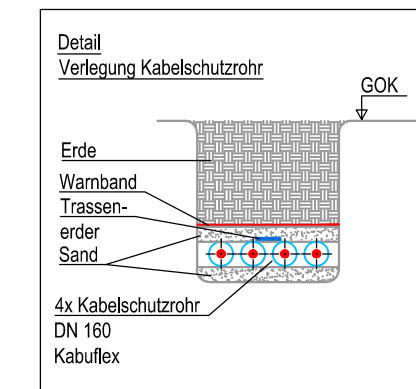 Detail
Verlegung Kabelschutzrohr
GOK
Erde
Warnband
Trassen-
erder
Sand
4x Kabelschutzrohr
DN 160
Kabuflex